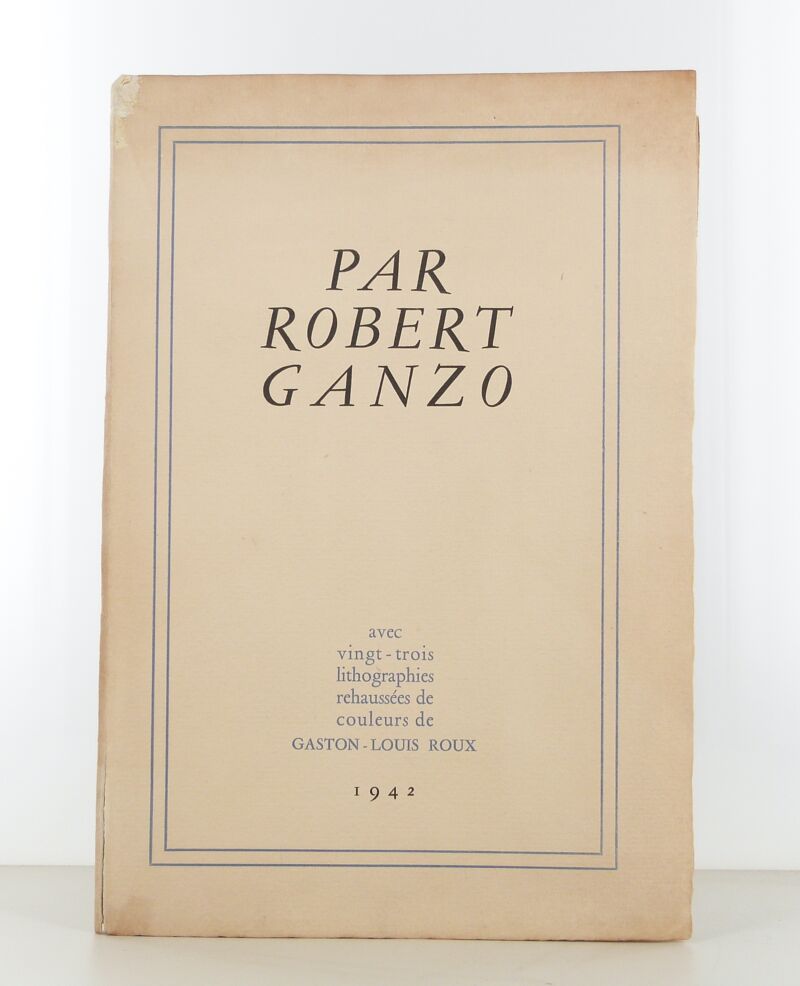 PAR
ROBERT
GANZO
avec
vingt-trois
lithographies
rehaussées de
couleurs de
GASTON-LOUIS ROUX
1942